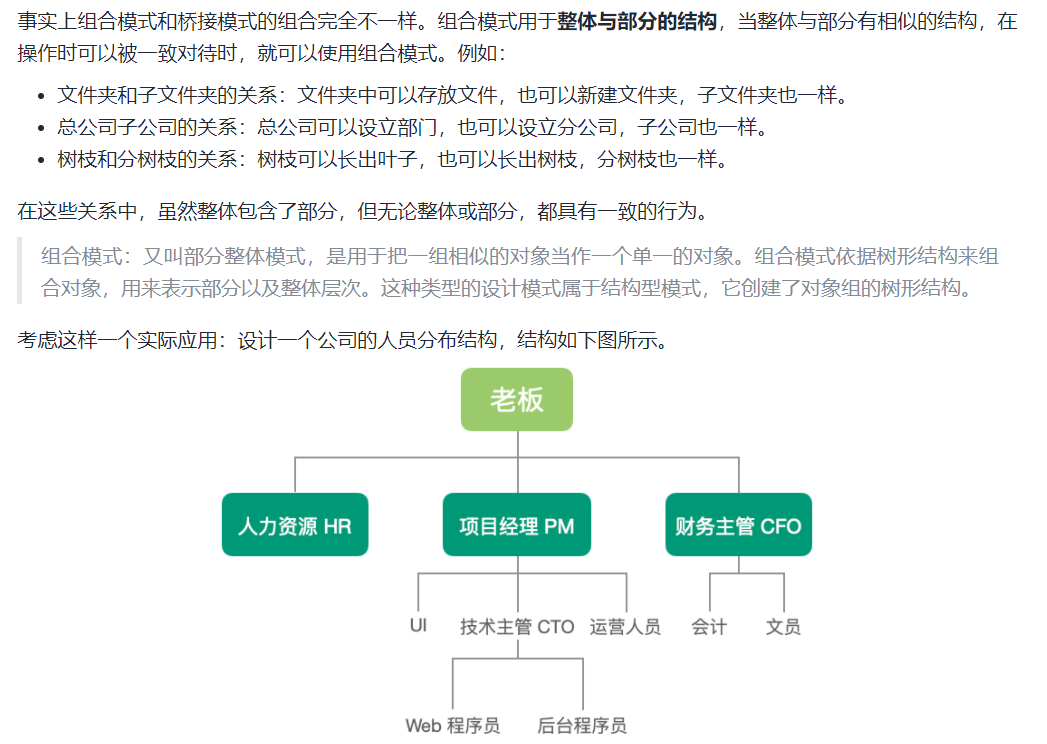 事实上组合模式和桥接模式的组合完全不一样。组合模式用于整体与部分的结构，当整体与部分有相似的结构，在
操作时可以被一致对待时，就可以使用组合模式。例如：
• 文件夹和子文件夹的关系：文件夹中可以存放文件，也可以新建文件夹，子文件夹也一样。
• 总公司子公司的关系：总公司可以设立部门，也可以设立分公司，子公司也一样。
• 树枝和分树枝的关系：树枝可以长出叶子，也可以长出树枝，分树枝也一样。
在这些关系中，虽然整体包含了部分，但无论整体或部分，都具有一致的行为。
组合模式：又叫部分整体模式，是用于把一组相似的对象当作一个单一的对象。组合模式依据树形结构来组
合对象，用来表示部分以及整体层次。这种类型的设计模式属于结构型模式，它创建了对象组的树形结构。
考虑这样一个实际应用：设计一个公司的人员分布结构，结构如下图所示。
老板
人力资源 HR
项目经理 PM
财务主管 CFO
UI
技术主管 CTO
运营人员
会计
文员
Web 程序员
后台程序员